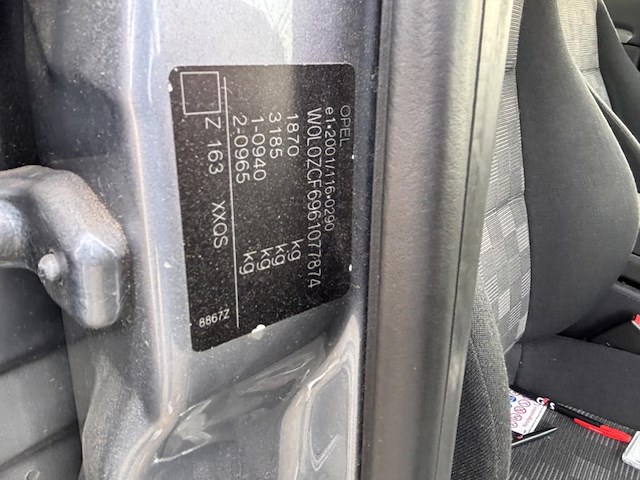 OPEL
e1*2001/116*0290
W0L0ZCF6961077874
1870 kg
3185 kg
1-0940 kg
2-0965 kg
Z 163 XXQS
8867Z